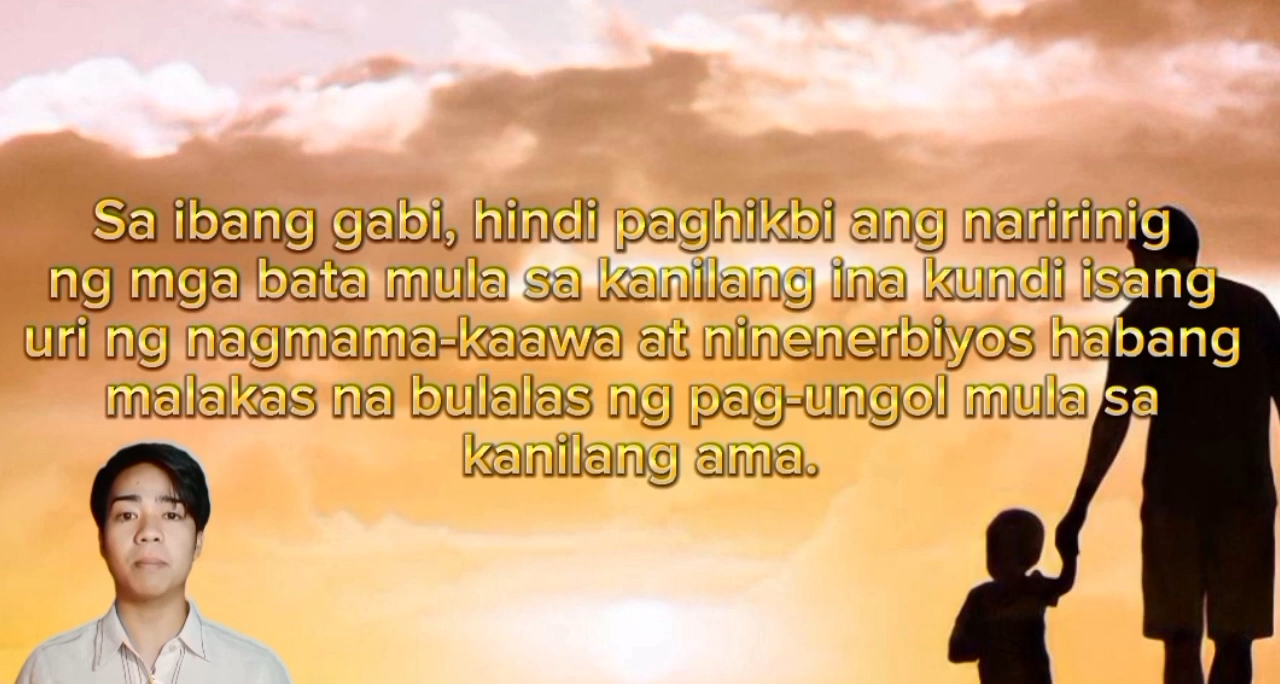 Sa ibang gabi, hindi paghikbi ang naririnig
ng mga bata mula sa kanilang ina kundi isang
uri ng nagmama-kaawa at ninenerbiyos habang
malakas na bulalas ng pag-ungol mula sa
kanilang ama.